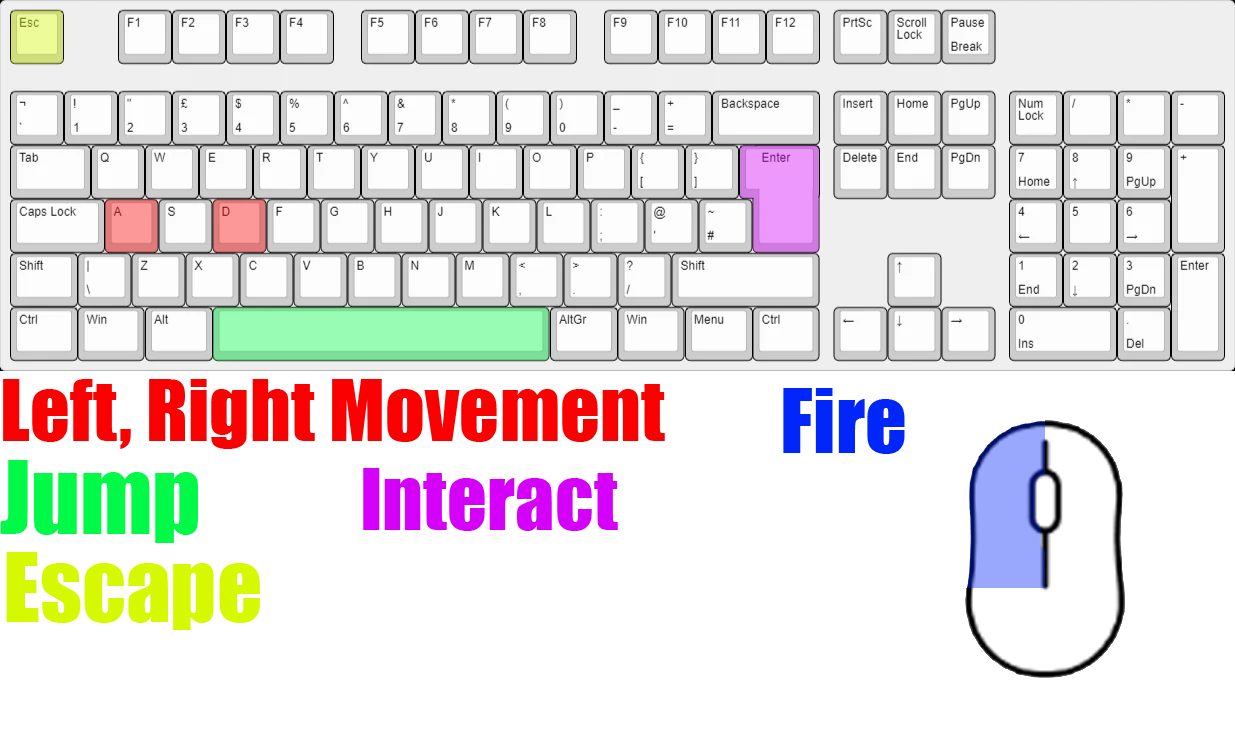 Esc F1 F2 F3 F4 F5 F6 F7 F8 F9 F10 F11 F12 PrtSc Scroll Lock Pause Break
¬ ! " £ $ % ^ & * ( ) _ + Backspace Insert Home PgUp Num Lock / * -
` 1 2 3 4 5 6 7 8 9 0 - =
Tab Q W E R T Y U I O P { } Enter Delete End PgDn 7 8 9 +
[ ] Home ↑ PgUp
Caps Lock A S D F G H J K L : @ ~ 4 5 6
; ' # ← →
Shift | Z X C V B N M < > ? Shift ↑ 1 2 3 Enter
\ , . / End ↓ PgDn
Ctrl Win Alt AltGr Win Menu Ctrl ← ↓ → 0 .
Ins Del
Left, Right Movement
Fire
Jump
Interact
Escape